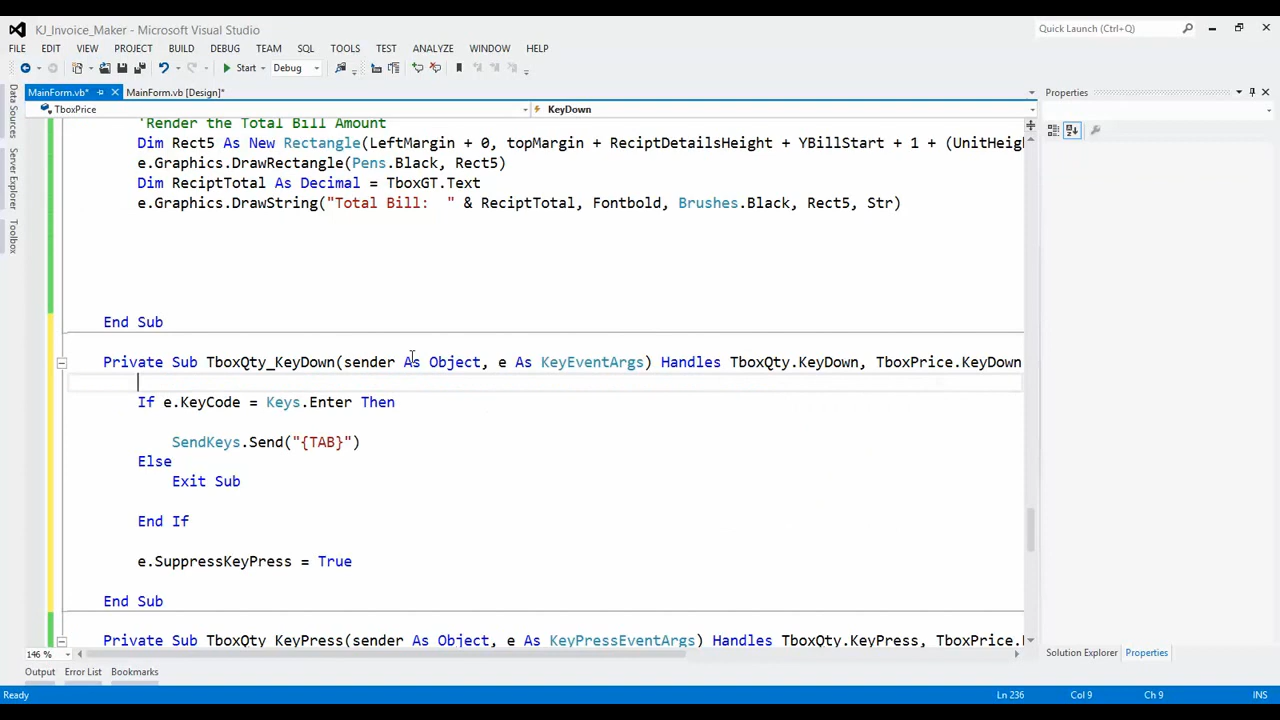 KJ_Invoice_Maker - Microsoft Visual Studio
Quick Launch (Ctrl+Q)
FILE EDIT VIEW PROJECT BUILD DEBUG TEAM SQL TOOLS TEST ANALYZE WINDOW HELP
Start Debug
MainForm.vb* MainForm.vb [Design]*
Properties
TboxPrice KeyDown
Data Sources
Server Explorer
Toolbox
'Render the Total Bill Amount
Dim Rect5 As New Rectangle(LeftMargin + 0, topMargin + ReciptDetailsHeight + YBillStart + 1 + (UnitHeigh
e.Graphics.DrawRectangle(Pens.Black, Rect5)
Dim ReciptTotal As Decimal = TboxGT.Text
e.Graphics.DrawString("Total Bill:  " & ReciptTotal, Fontbold, Brushes.Black, Rect5, Str)
End Sub
Private Sub TboxQty_KeyDown(sender As Object, e As KeyEventArgs) Handles TboxQty.KeyDown, TboxPrice.KeyDown
If e.KeyCode = Keys.Enter Then
SendKeys.Send("{TAB}")
Else
Exit Sub
End If
e.SuppressKeyPress = True
End Sub
Private Sub TboxQty_KeyPress(sender As Object, e As KeyPressEventArgs) Handles TboxQty.KeyPress, TboxPrice.
146 %
Solution Explorer Properties
Output Error List Bookmarks
Ready Ln 236 Col 9 Ch 9 INS